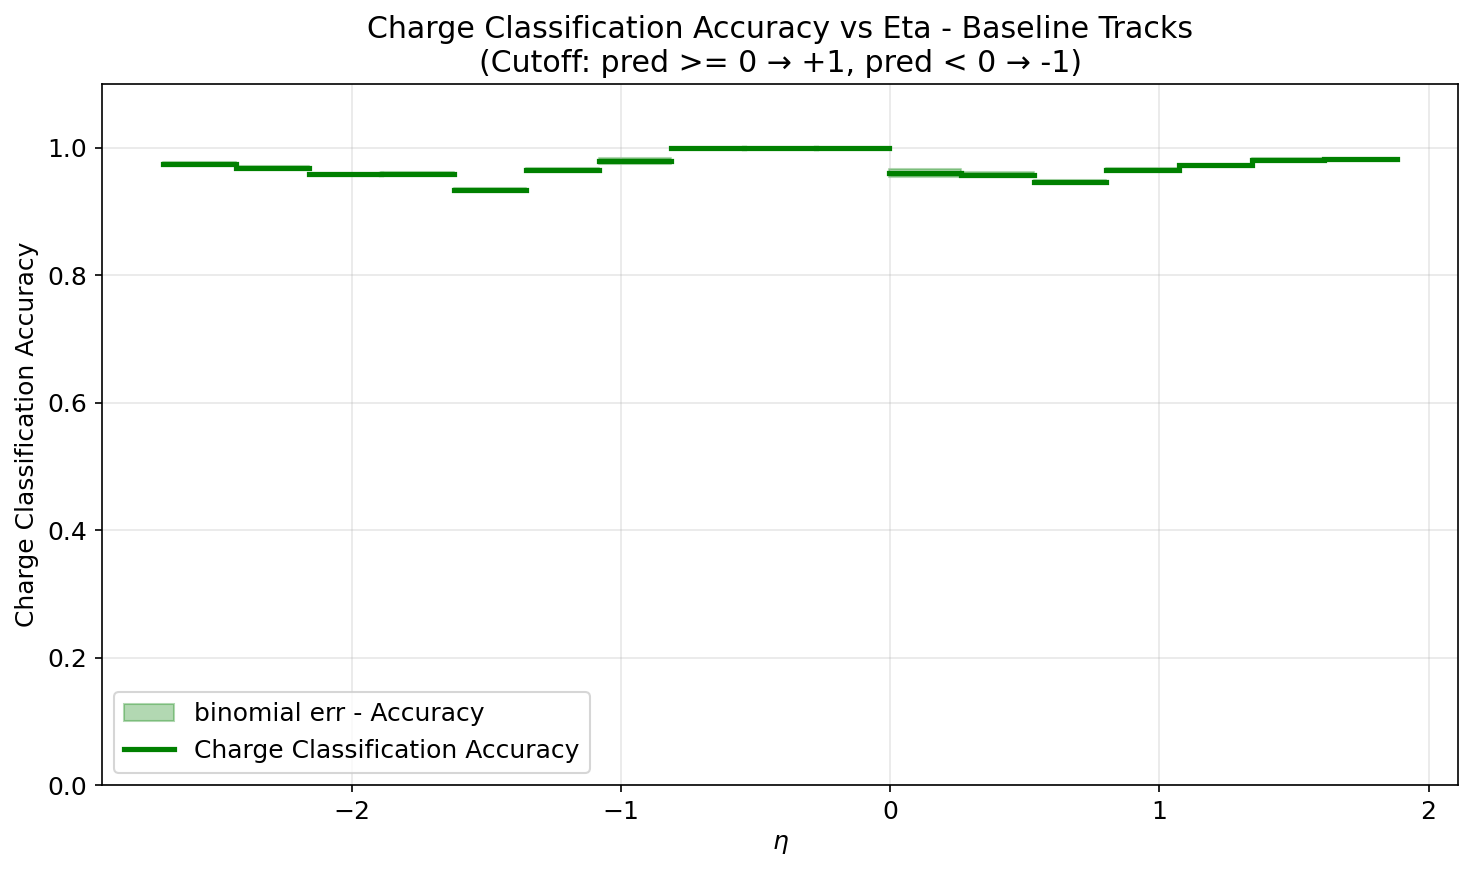 Charge Classification Accuracy vs Eta - Baseline Tracks
(Cutoff: pred >= 0 → +1, pred < 0 → -1)
Charge Classification Accuracy
1.0
0.8
0.6
0.4
0.2
0.0
binomial err - Accuracy
Charge Classification Accuracy
−2
−1
0
1
2
η